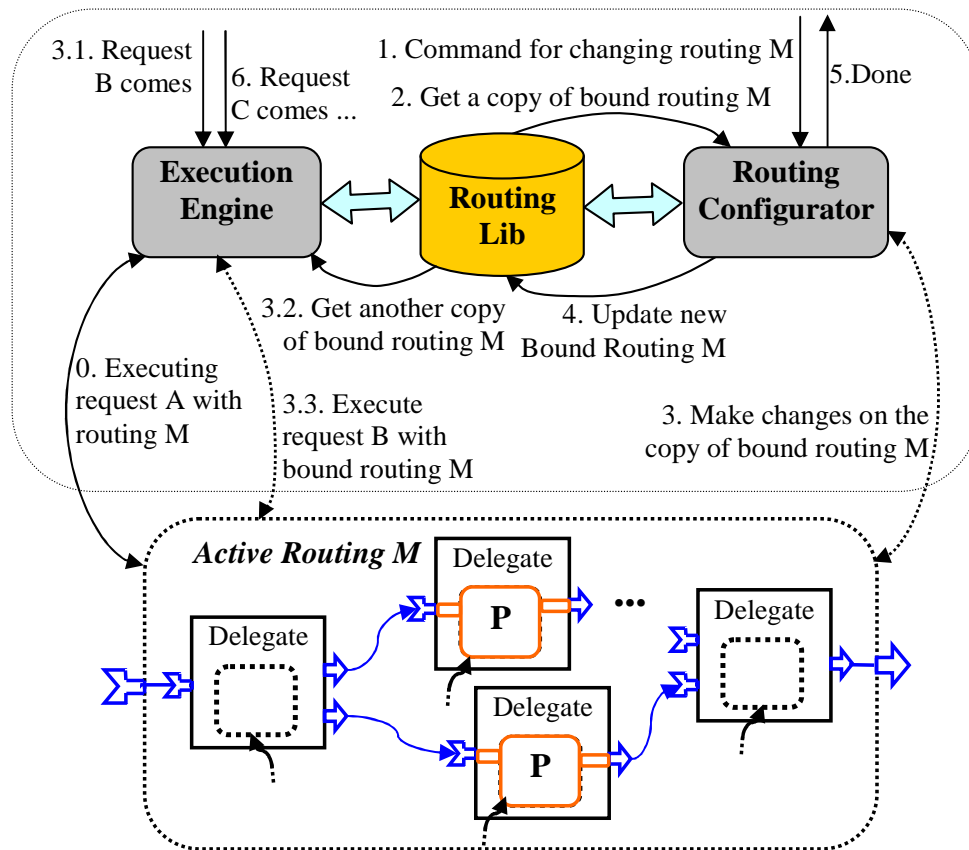 3.1. Request
B comes
6. Request
C comes ...
1. Command for changing routing M
2. Get a copy of bound routing M
5.Done
Execution
Engine
Routing
Lib
Routing
Configurator
3.2. Get another copy
of bound routing M
4. Update new
Bound Routing M
0. Executing
request A with
routing M
3.3. Execute
request B with
bound routing M
3. Make changes on the
copy of bound routing M
Active Routing M
Delegate
P
...
Delegate
Delegate
Delegate
P